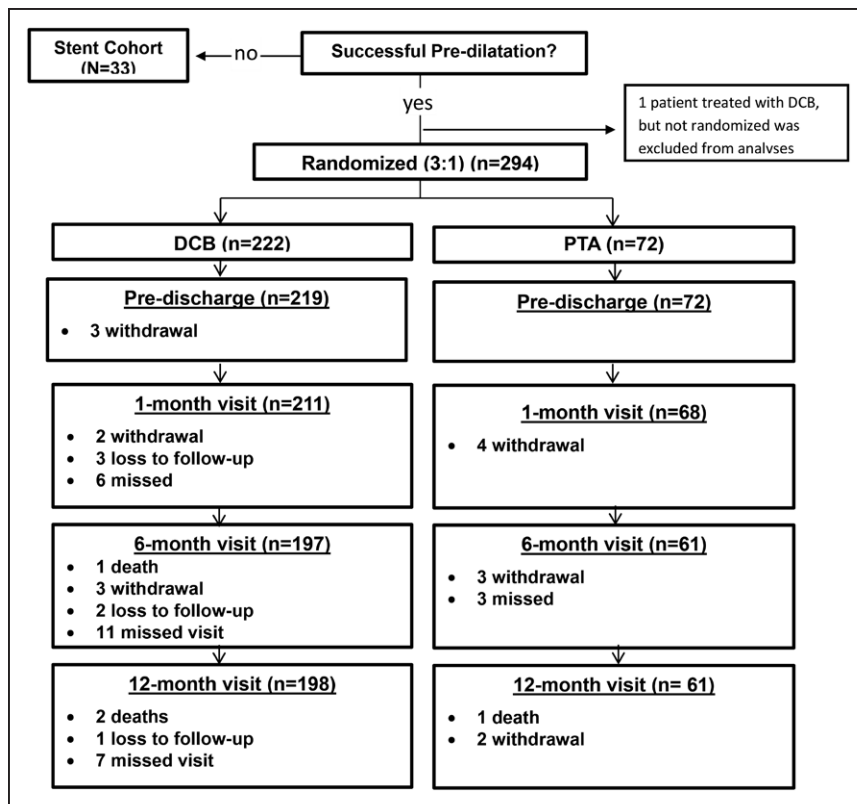 Stent Cohort
(N=33)
no
Successful Pre-dilatation?
yes
1 patient treated with DCB,
but not randomized was
excluded from analvses
Randomized (3:1) (n=294)
DCB (n=222)
PTA (n=72)
Pre-discharge (n=219)
• 3 withdrawal
Pre-discharge (n=72)
1-month visit (n=211)
• 2 withdrawal
• 3 loss to follow-up
• 6 missed
1-month visit (n=68)
• 4 withdrawal
6-month visit (n=197)
• 1 death
• 3 withdrawal
• 2 loss to follow-up
• 11 missed visit
6-month visit (n=61)
• 3 withdrawal
• 3 missed
12-month visit (n=198)
• 2 deaths
• 1 loss to follow-up
• 7 missed visit
12-month visit (n= 61)
• 1 death
• 2 withdrawal